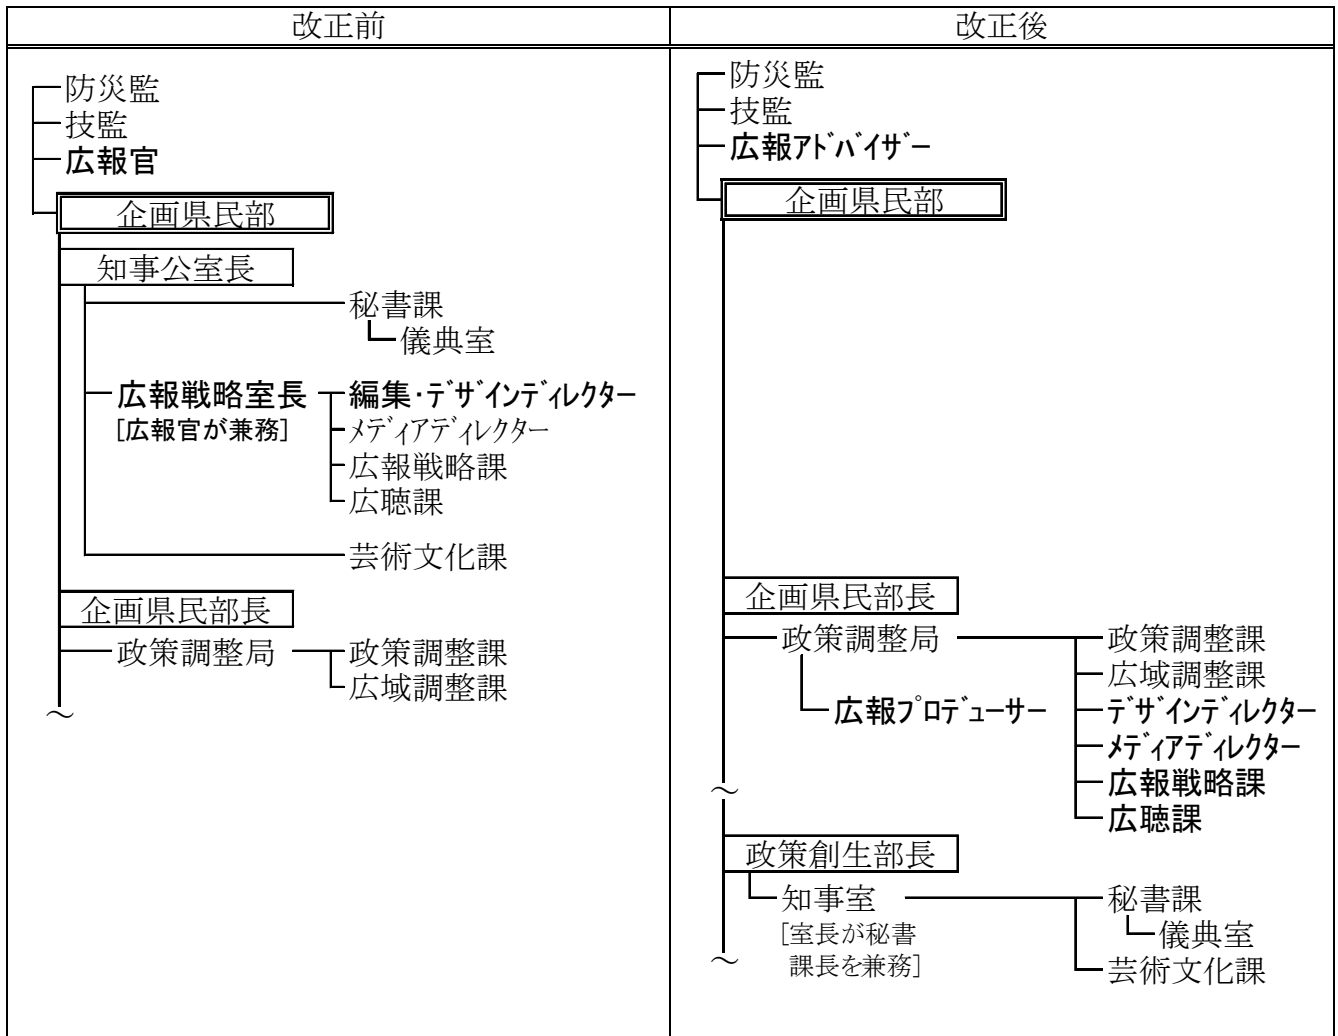 改正前
防災監
技監
広報官
企画県民部
知事公室長
秘書課
儀典室
広報戦略室長 編集・ﾃﾞｻﾞｲﾝﾃﾞｨﾚｸﾀｰ
[広報官が兼務] ﾒﾃﾞｨｱﾃﾞｨﾚｸﾀｰ
広報戦略課
広聴課
芸術文化課
企画県民部長
政策調整局 政策調整課
広域調整課
～
改正後
防災監
技監
広報ｱﾄﾞﾊﾞｲｻﾞｰ
企画県民部
企画県民部長
政策調整局 政策調整課
広域調整課
広報ﾌﾟﾛﾃﾞｭｰｻｰ ﾃﾞｻﾞｲﾝﾃﾞｨﾚｸﾀｰ
ﾒﾃﾞｨｱﾃﾞｨﾚｸﾀｰ
～ 広報戦略課
広聴課
政策創生部長
知事室 秘書課
[室長が秘書 儀典室
～ 課長を兼務] 芸術文化課